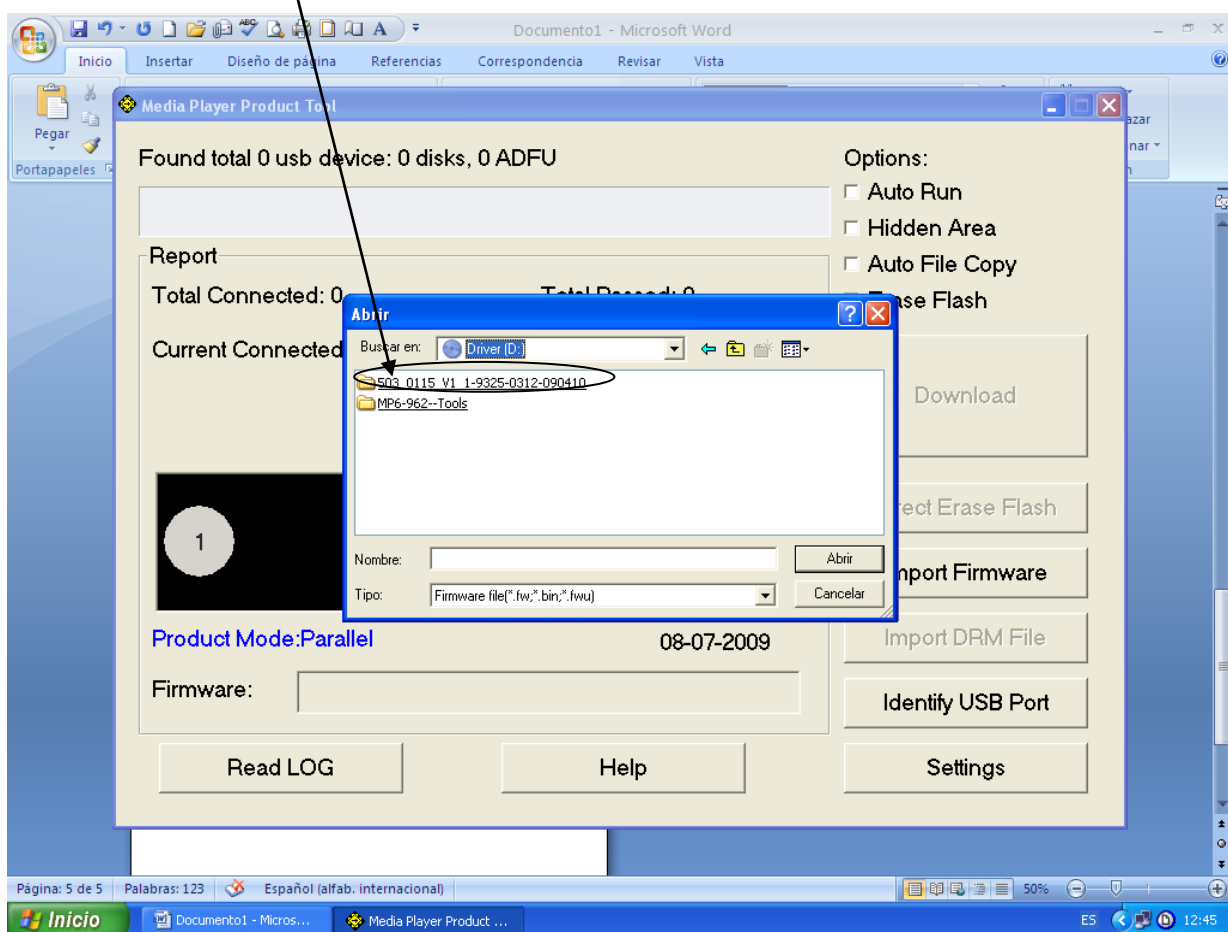 Documento1 - Microsoft Word
Inicio Insertar Diseño de página Referencias Correspondencia Revisar Vista
Pegar
Portapapeles
Media Player Product Tool
Found total 0 usb device: 0 disks, 0 ADFU
Options:
Auto Run
Hidden Area
Auto File Copy
Flash
Report
Total Connected: 0
Current Connected
Abrir
Buscar en: Driver (D:)
503_0115_V1_1-9325-0312-090410
MP6-962--Tools
Nombre: Abrir
Tipo: Firmware file(*.fw;*.bin;*.fwu) Cancelar
Download
Erase Flash
Firmware
Import DRM File
Identify USB Port
Settings
1
Product Mode:Parallel 08-07-2009
Firmware:
Read LOG Help
Página: 5 de 5 Palabras: 123 Español (alfab. internacional) 50%
Inicio Documento1 - Micros... Media Player Product ... ES 12:45